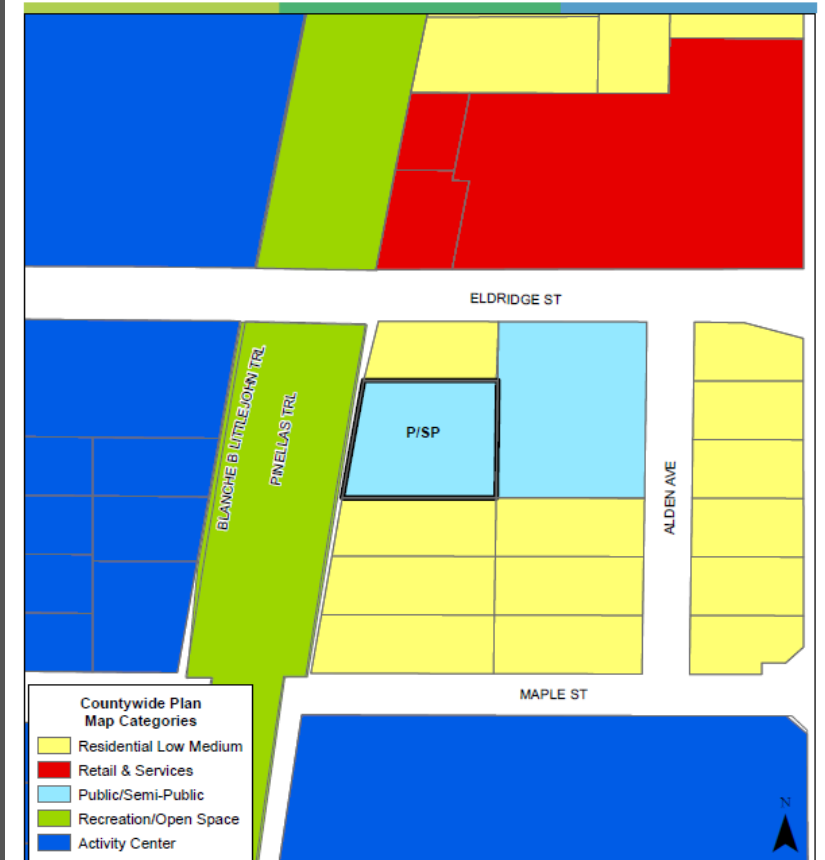 ELDRIDGE ST
BLANCHE B LITTLEJOHN TRL
PINELLAS TRL
P/SP
ALDEN AVE
MAPLE ST
Countywide Plan
Map Categories
Residential Low Medium
Retail & Services
Public/Semi-Public
Recreation/Open Space
Activity Center
N